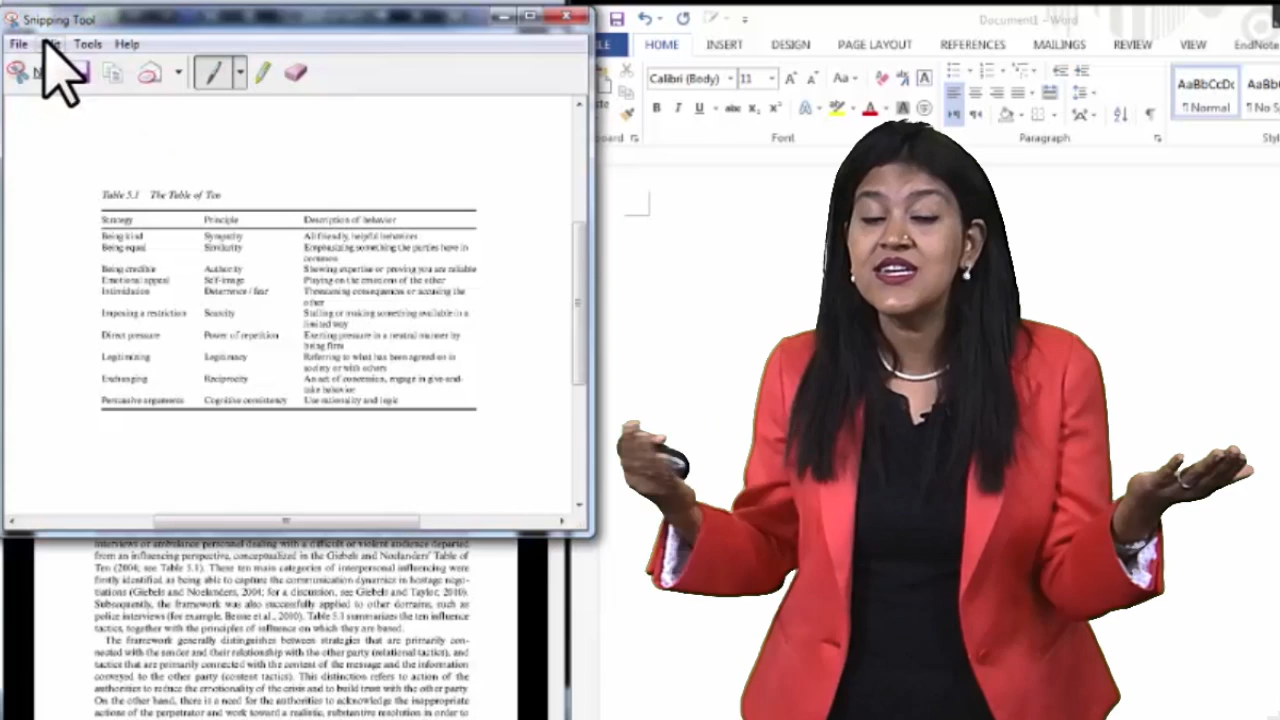 Snipping Tool
File Tools Help
Table 5.1 The Table of Ten
Strategy Principle Description of behavior
Being kind Sympathy All friendly, helpful behaviors
Being equal Similarity Emphasizing something the parties have in
common
Being credible Authority Showing expertise or proving you are reliable
Emotional appeal Self-image Playing on the emotions of the other
Intimidation Deterrence / fear Threatening consequences or accusing the
other
Imposing a restriction Scarcity Stalling or making something available in a
limited way
Direct pressure Power of repetition Exerting pressure in a neutral manner by
being firm
Legitimizing Legitimacy Referring to what has been agreed on in
society or with others
Exchanging Reciprocity An act of concession, engage in give-and-
take behavior
Persuasive arguments Cognitive consistency Use rationality and logic
interviews or ambulance personnel dealing with a difficult or violent audience departed
from an influencing perspective, conceptualized in the Giebels and Noelanders' Table of
Ten (2004; see Table 5.1). These ten main categories of interpersonal influencing were
firstly identified as being able to capture the communication dynamics in hostage nego-
tiations (Giebels and Noelanders, 2004; for a discussion, see Giebels and Taylor, 2010).
Subsequently, the framework was also successfully applied to other domains, such as
police interviews (for example, Beune et al., 2010). Table 5.1 summarizes the ten influence
tactics, together with the principles of influence on which they are based.
The framework generally distinguishes between strategies that are primarily con-
nected with the sender and their relationship with the other party (relational tactics), and
tactics that are primarily connected with the content of the message and the information
conveyed to the other party (content tactics). This distinction refers to action of the
authorities to reduce the emotionality of the crisis and to build trust with the other party.
On the other hand, there is a need for the authorities to acknowledge the inappropriate
actions of the perpetrator and work toward a realistic, substantive resolution in order to
Document1 - Word
HOME INSERT DESIGN PAGE LAYOUT REFERENCES MAILINGS REVIEW VIEW EndNote
Calibri (Body) 11 Aa A
B I U abc X₂ X² A A A
AaBbCcDc AaBb
¶ Normal ¶ No S
Font Paragraph